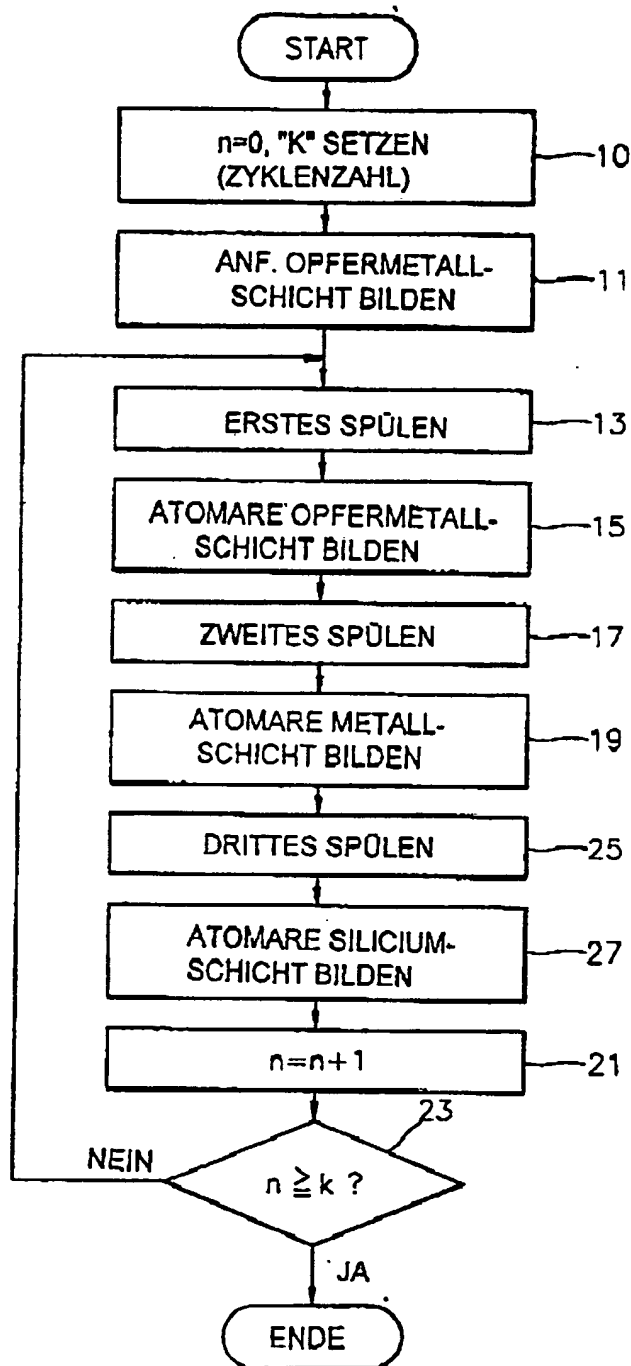 START
n=0, "K" SETZEN
(ZYKLENZAHL)
10
ANF. OPFERMETALL-
SCHICHT BILDEN
11
ERSTES SPÜLEN
13
ATOMARE OPFERMETALL-
SCHICHT BILDEN
15
ZWEITES SPÜLEN
17
ATOMARE METALL-
SCHICHT BILDEN
19
DRITTES SPÜLEN
25
ATOMARE SILICIUM-
SCHICHT BILDEN
27
n=n+1
21
23
NEIN
n ≧ k ?
JA
ENDE